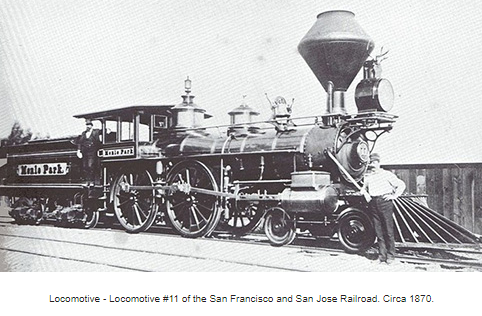 Menlo Park.
Menlo Park.
Locomotive - Locomotive #11 of the San Francisco and San Jose Railroad. Circa 1870.